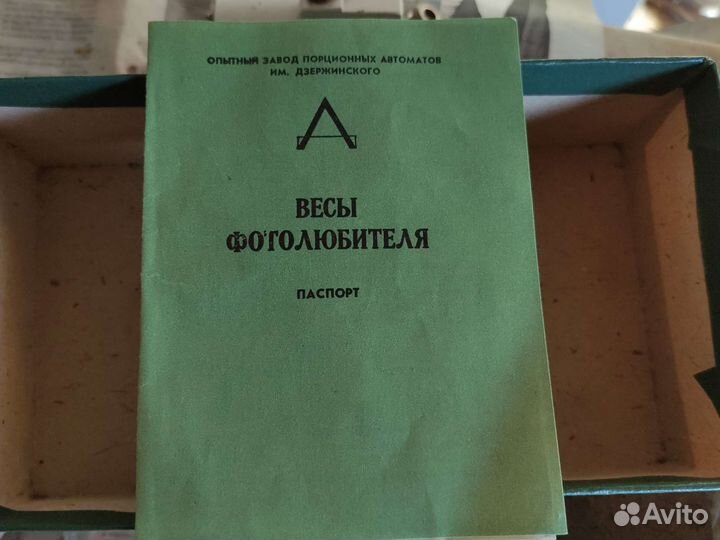 ОПЫТНЫЙ ЗАВОД ПОРЦИОННЫХ АВТОМАТОВ
ИМ. ДЗЕРЖИНСКОГО
ВЕСЫ
ФОТОЛЮБИТЕЛЯ
ПАСПОРТ
Avito